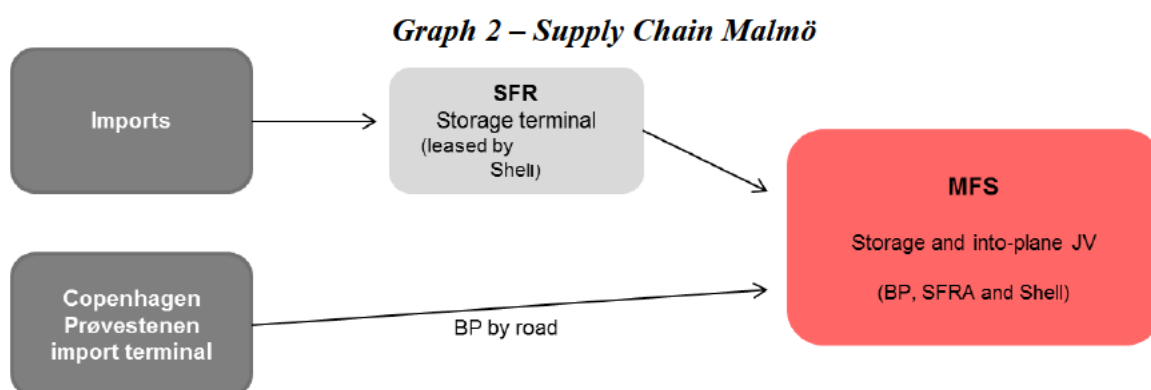 Graph 2 – Supply Chain Malmö
Imports
SFR
Storage terminal
(leased by
Shell)
MFS
Storage and into-plane JV
(BP, SFRA and Shell)
Copenhagen
Prøvestenen
import terminal
BP by road